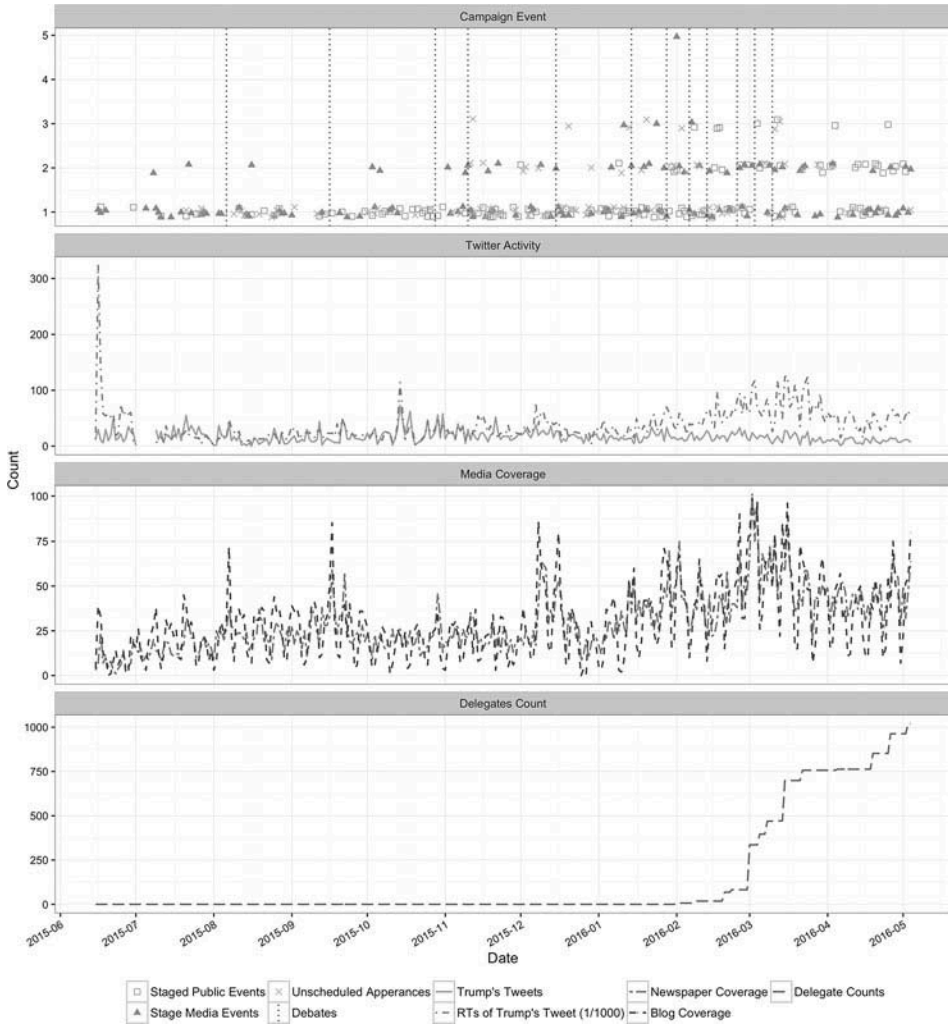 Campaign Event
5
4
3
2
1
Twitter Activity
300
200
100
0
Count
Media Coverage
100
75
50
25
0
Delegates Count
1000
750
500
250
0
2015-06
2015-07
2015-08
2015-09
2015-10
2015-11
2015-12
2016-01
2016-02
2016-03
2016-04
2016-05
Date
Staged Public Events
Unscheduled Apperances
Trump's Tweets
Newspaper Coverage
Delegate Counts
Stage Media Events
Debates
RTs of Trump's Tweet (1/1000)
Blog Coverage